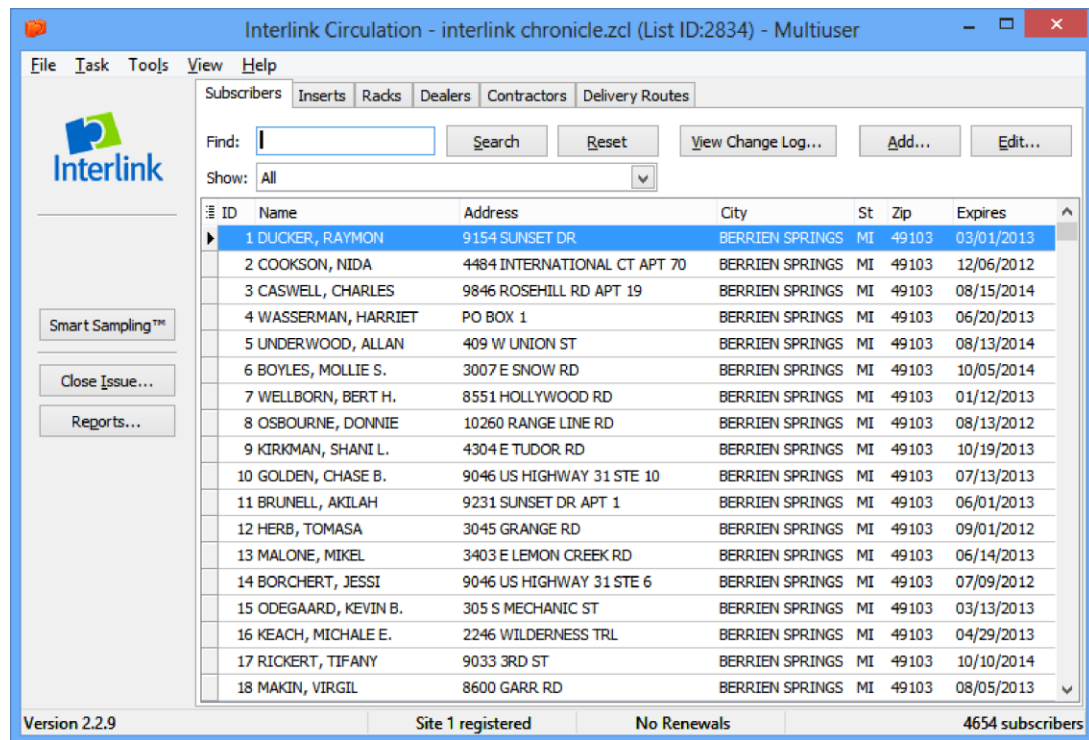 Interlink Circulation - interlink chronicle.zcl (List ID:2834) - Multiuser
File Task Tools View Help
Subscribers Inserts Racks Dealers Contractors Delivery Routes
Interlink
Find: Search Reset View Change Log... Add... Edit...
Show: All
ID Name Address City St Zip Expires
1 DUCKER, RAYMON 9154 SUNSET DR BERRIEN SPRINGS MI 49103 03/01/2013
2 COOKSON, NIDA 4484 INTERNATIONAL CT APT 70 BERRIEN SPRINGS MI 49103 12/06/2012
3 CASWELL, CHARLES 9846 ROSEHILL RD APT 19 BERRIEN SPRINGS MI 49103 08/15/2014
4 WASSERMAN, HARRIET PO BOX 1 BERRIEN SPRINGS MI 49103 06/20/2013
5 UNDERWOOD, ALLAN 409 W UNION ST BERRIEN SPRINGS MI 49103 08/13/2014
6 BOYLES, MOLLIE S. 3007 E SNOW RD BERRIEN SPRINGS MI 49103 10/05/2014
7 WELLBORN, BERT H. 8551 HOLLYWOOD RD BERRIEN SPRINGS MI 49103 01/12/2013
8 OSBOURNE, DONNIE 10260 RANGE LINE RD BERRIEN SPRINGS MI 49103 08/13/2012
9 KIRKMAN, SHANI L. 4304 E TUDOR RD BERRIEN SPRINGS MI 49103 10/19/2013
10 GOLDEN, CHASE B. 9046 US HIGHWAY 31 STE 10 BERRIEN SPRINGS MI 49103 07/13/2013
11 BRUNELL, AKILAH 9231 SUNSET DR APT 1 BERRIEN SPRINGS MI 49103 06/01/2013
12 HERB, TOMASA 3045 GRANGE RD BERRIEN SPRINGS MI 49103 09/01/2012
13 MALONE, MIKEL 3403 E LEMON CREEK RD BERRIEN SPRINGS MI 49103 06/14/2013
14 BORCHERT, JESSI 9046 US HIGHWAY 31 STE 6 BERRIEN SPRINGS MI 49103 07/09/2012
15 ODEGAARD, KEVIN B. 305 S MECHANIC ST BERRIEN SPRINGS MI 49103 03/13/2013
16 KEACH, MICHALE E. 2246 WILDERNESS TRL BERRIEN SPRINGS MI 49103 04/29/2013
17 RICKERT, TIFANY 9033 3RD ST BERRIEN SPRINGS MI 49103 10/10/2014
18 MAKIN, VIRGIL 8600 GARR RD BERRIEN SPRINGS MI 49103 08/05/2013
Smart Sampling™
Close Issue...
Reports...
Version 2.2.9 Site 1 registered No Renewals 4654 subscribers